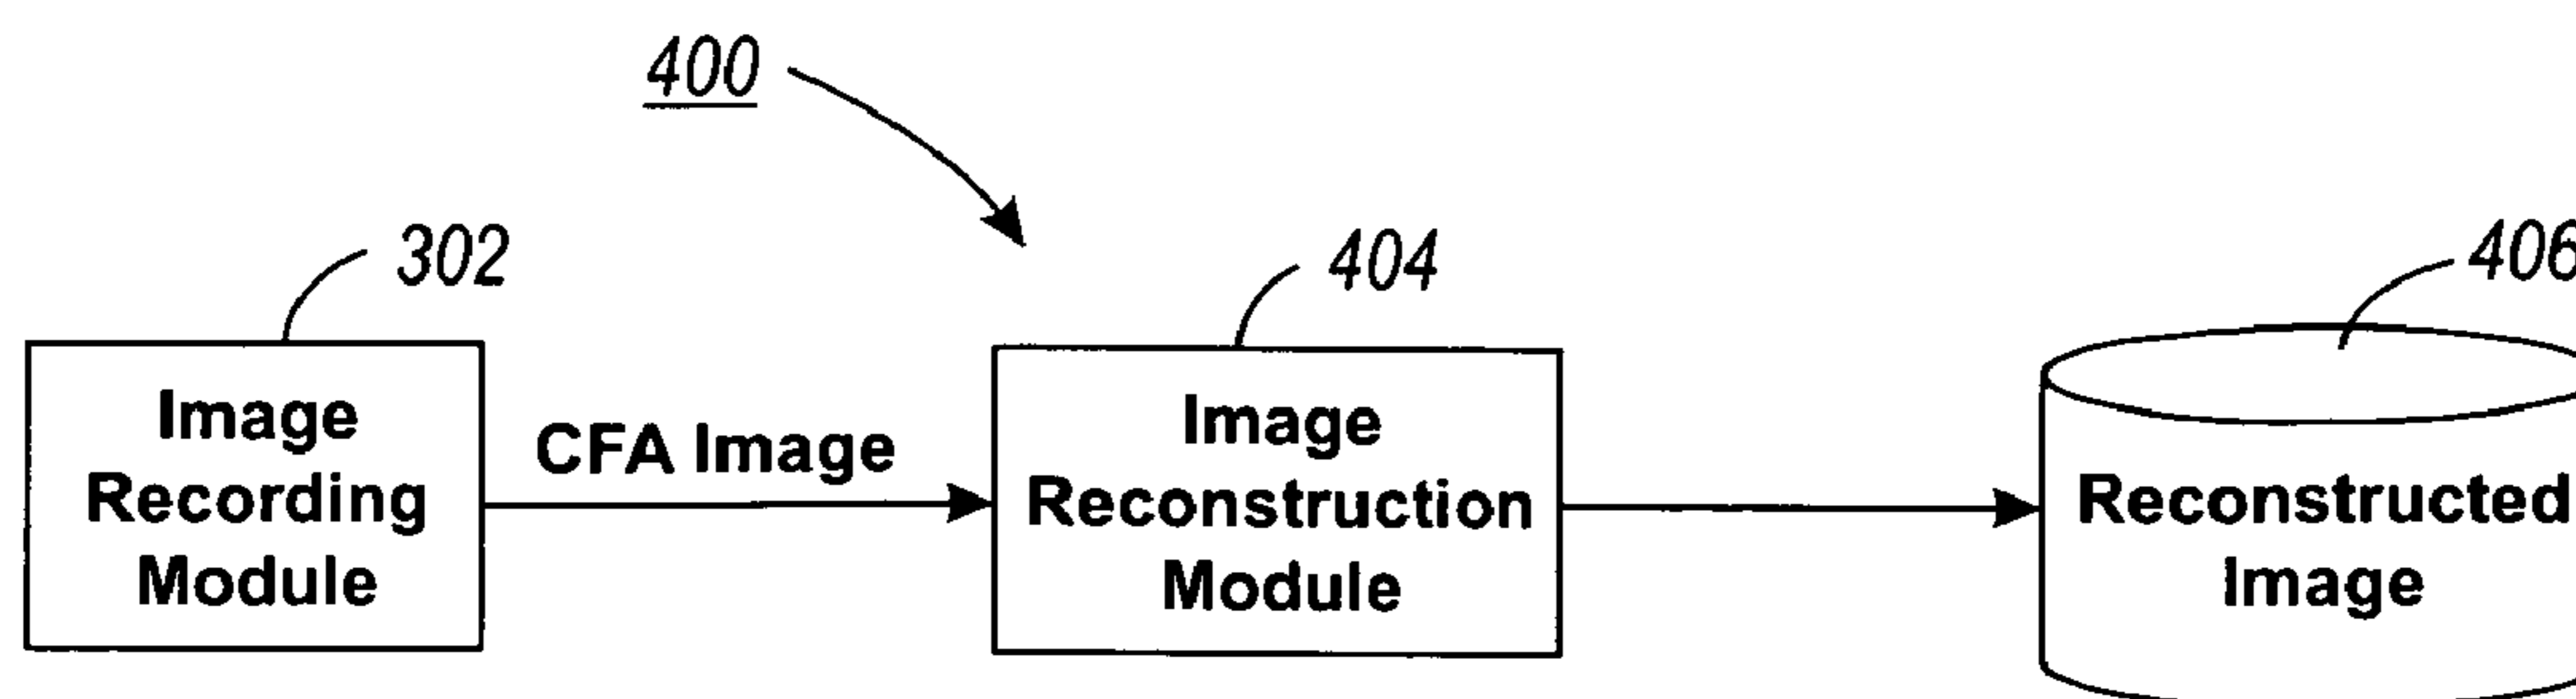 400
302
404
406
Image
Recording
Module
CFA Image
Image
Reconstruction
Module
Reconstructed
Image